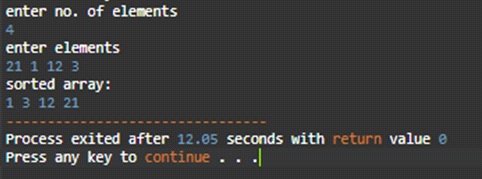 enter no. of elements
4
enter elements
21 1 12 3
sorted array:
1 3 12 21
--------------------------------
Process exited after 12.05 seconds with return value 0
Press any key to continue . . .